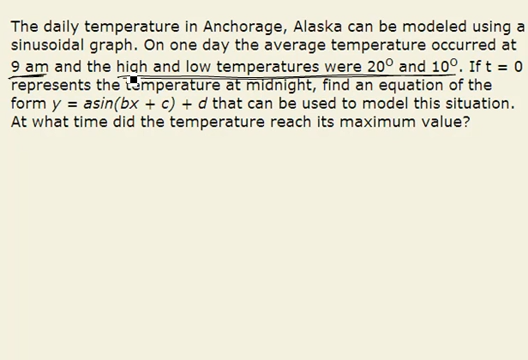 The daily temperature in Anchorage, Alaska can be modeled using a
sinusoidal graph. On one day the average temperature occurred at
9 am and the high and low temperatures were 20⁰ and 10⁰. If t = 0
represents the temperature at midnight, find an equation of the
form y = asin(bx + c) + d that can be used to model this situation.
At what time did the temperature reach its maximum value?